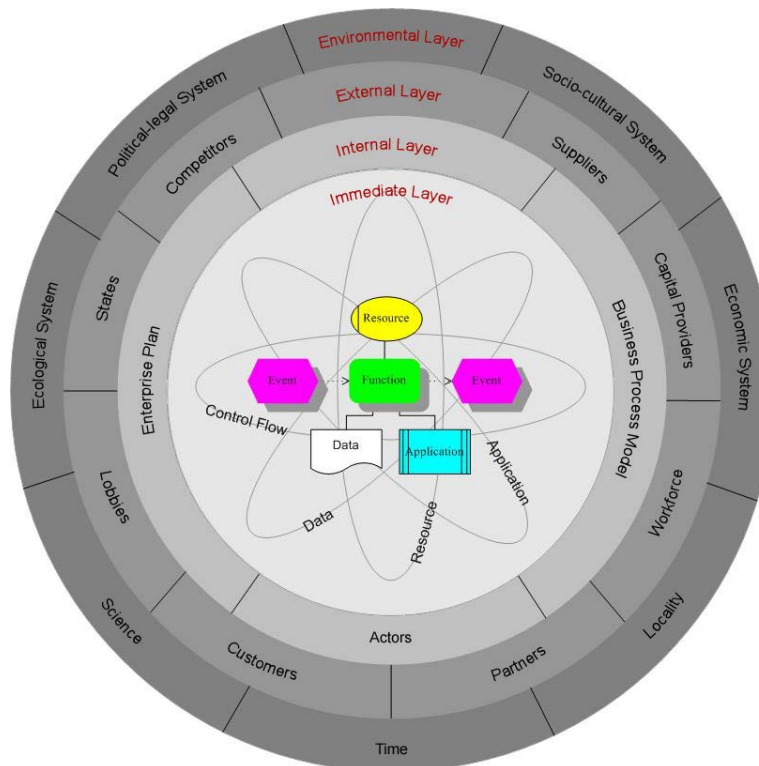 Environmental Layer
Political-legal System
Socio-cultural System
External Layer
Competitors
Suppliers
Internal Layer
Immediate Layer
States
Capital Providers
Ecological System
Economic System
Enterprise Plan
Business Process Model
Resource
Event
Function
Event
Control Flow
Data
Application
Application
Data
Resource
Lobbies
Workforce
Science
Locality
Actors
Customers
Partners
Time